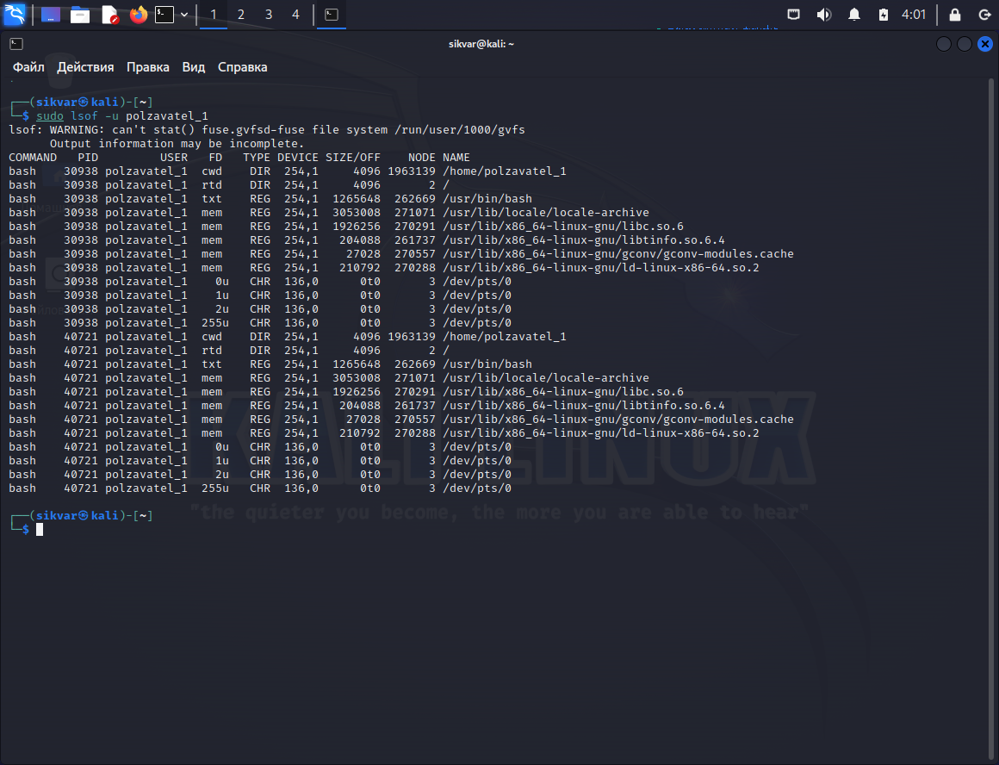 1 2 3 4 4:01
sikvar@kali: ~
Файл Действия Правка Вид Справка
┌──(sikvar㉿kali)-[~]
└─$ sudo lsof -u polzavatel_1
lsof: WARNING: can't stat() fuse.gvfsd-fuse file system /run/user/1000/gvfs
      Output information may be incomplete.
COMMAND   PID         USER   FD   TYPE DEVICE SIZE/OFF    NODE NAME
bash    30938 polzavatel_1  cwd    DIR  254,1     4096 1963139 /home/polzavatel_1
bash    30938 polzavatel_1  rtd    DIR  254,1     4096       2 /
bash    30938 polzavatel_1  txt    REG  254,1  1265648  262669 /usr/bin/bash
bash    30938 polzavatel_1  mem    REG  254,1  3053008  271071 /usr/lib/locale/locale-archive
bash    30938 polzavatel_1  mem    REG  254,1  1926256  270291 /usr/lib/x86_64-linux-gnu/libc.so.6
bash    30938 polzavatel_1  mem    REG  254,1   204088  261737 /usr/lib/x86_64-linux-gnu/libtinfo.so.6.4
bash    30938 polzavatel_1  mem    REG  254,1    27028  270557 /usr/lib/x86_64-linux-gnu/gconv/gconv-modules.cache
bash    30938 polzavatel_1  mem    REG  254,1   210792  270288 /usr/lib/x86_64-linux-gnu/ld-linux-x86-64.so.2
bash    30938 polzavatel_1    0u   CHR  136,0      0t0       3 /dev/pts/0
bash    30938 polzavatel_1    1u   CHR  136,0      0t0       3 /dev/pts/0
bash    30938 polzavatel_1    2u   CHR  136,0      0t0       3 /dev/pts/0
bash    30938 polzavatel_1  255u   CHR  136,0      0t0       3 /dev/pts/0
bash    40721 polzavatel_1  cwd    DIR  254,1     4096 1963139 /home/polzavatel_1
bash    40721 polzavatel_1  rtd    DIR  254,1     4096       2 /
bash    40721 polzavatel_1  txt    REG  254,1  1265648  262669 /usr/bin/bash
bash    40721 polzavatel_1  mem    REG  254,1  3053008  271071 /usr/lib/locale/locale-archive
bash    40721 polzavatel_1  mem    REG  254,1  1926256  270291 /usr/lib/x86_64-linux-gnu/libc.so.6
bash    40721 polzavatel_1  mem    REG  254,1   204088  261737 /usr/lib/x86_64-linux-gnu/libtinfo.so.6.4
bash    40721 polzavatel_1  mem    REG  254,1    27028  270557 /usr/lib/x86_64-linux-gnu/gconv/gconv-modules.cache
bash    40721 polzavatel_1  mem    REG  254,1   210792  270288 /usr/lib/x86_64-linux-gnu/ld-linux-x86-64.so.2
bash    40721 polzavatel_1    0u   CHR  136,0      0t0       3 /dev/pts/0
bash    40721 polzavatel_1    1u   CHR  136,0      0t0       3 /dev/pts/0
bash    40721 polzavatel_1    2u   CHR  136,0      0t0       3 /dev/pts/0
bash    40721 polzavatel_1  255u   CHR  136,0      0t0       3 /dev/pts/0
KALI LINUX
"the quieter you become, the more you are able to hear"
┌──(sikvar㉿kali)-[~]
└─$